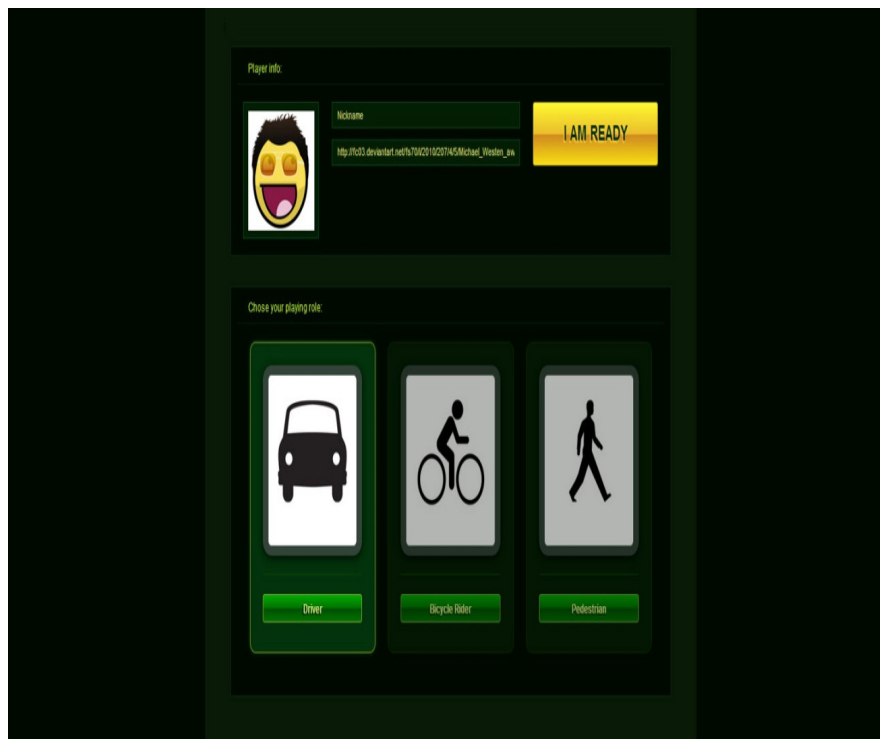 Player info:
Nickname
I AM READY
http://fc03.deviantart.net/fs70/i/2010/207/4/5/Michael_Westen_aw
Chose your playing role:
Driver
Bicycle Rider
Pedestrian